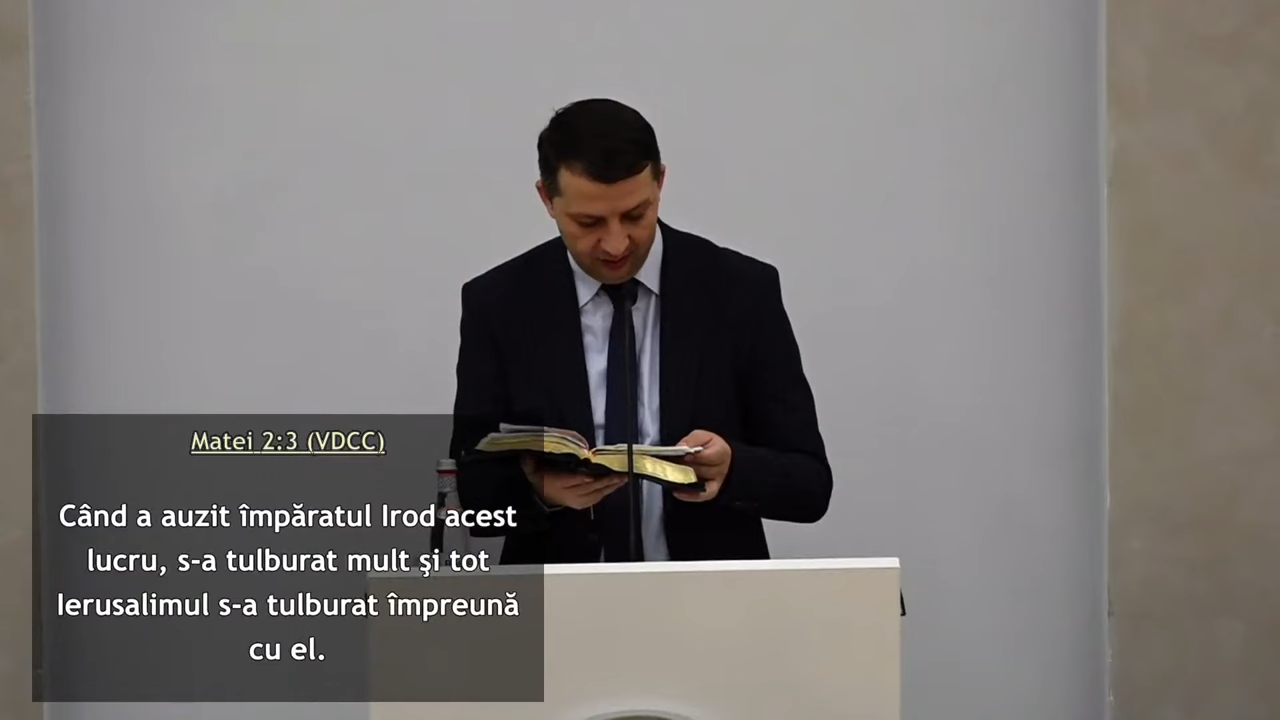 Matei 2:3 (VDCC)
Când a auzit împăratul Irod acest
lucru, s-a tulburat mult şi tot
Ierusalimul s-a tulburat împreună
cu el.